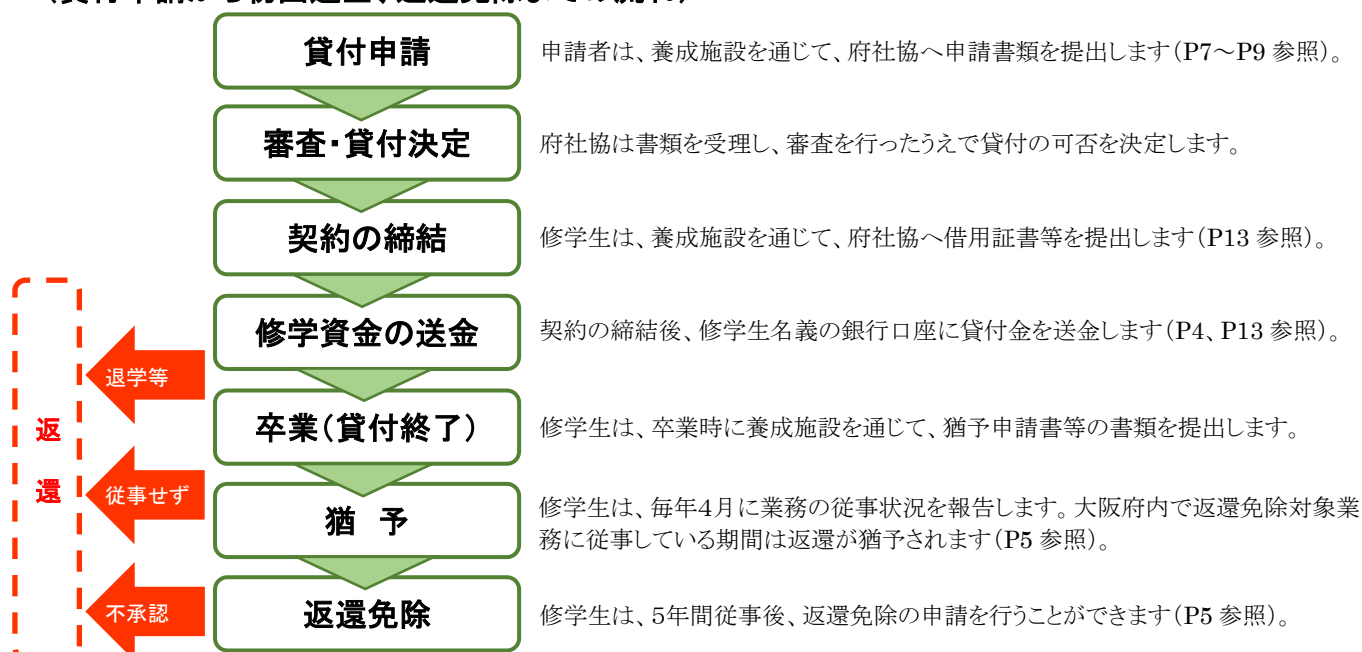 貸付申請
申請者は、養成施設を通じて、府社協へ申請書類を提出します(P7～P9 参照)。
審査・貸付決定
府社協は書類を受理し、審査を行ったうえで貸付の可否を決定します。
契約の締結
修学生は、養成施設を通じて、府社協へ借用証書等を提出します(P13 参照)。
修学資金の送金
契約の締結後、修学生名義の銀行口座に貸付金を送金します(P4、P13 参照)。
退学等
卒業(貸付終了)
修学生は、卒業時に養成施設を通じて、猶予申請書等の書類を提出します。
返
還
従事せず
猶 予
修学生は、毎年4月に業務の従事状況を報告します。大阪府内で返還免除対象業
務に従事している期間は返還が猶予されます(P5 参照)。
不承認
返還免除
修学生は、5年間従事後、返還免除の申請を行うことができます(P5 参照)。